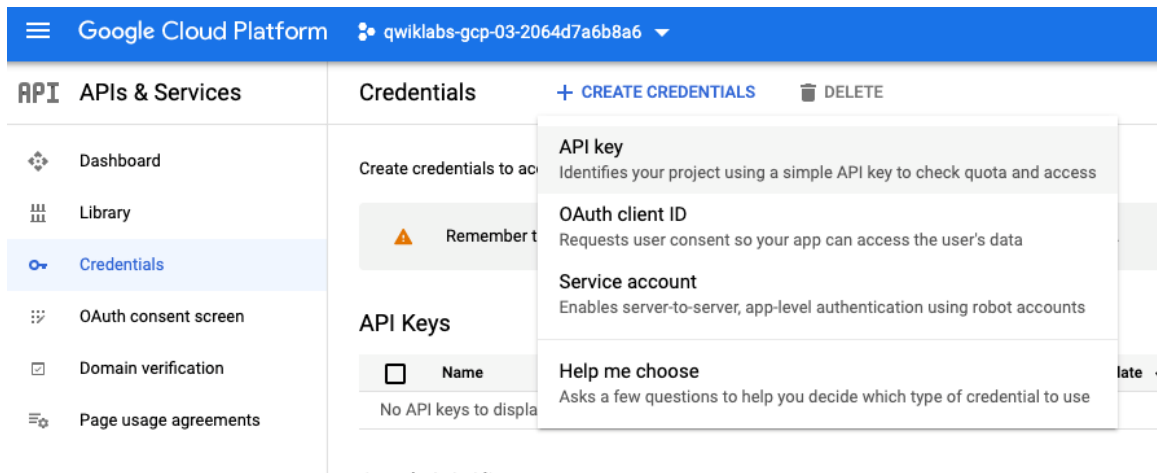 Google Cloud Platform qwiklabs-gcp-03-2064d7a6b8a6
API APIs & Services
Credentials + CREATE CREDENTIALS DELETE
Dashboard
Library
Credentials
OAuth consent screen
Domain verification
Page usage agreements
Create credentials to
Remember
API Keys
Name
No API keys to
API key
Identifies your project using a simple API key to check quota and access
OAuth client ID
Requests user consent so your app can access the user's data
Service account
Enables server-to-server, app-level authentication using robot accounts
Help me choose
Asks a few questions to help you decide which type of credential to use